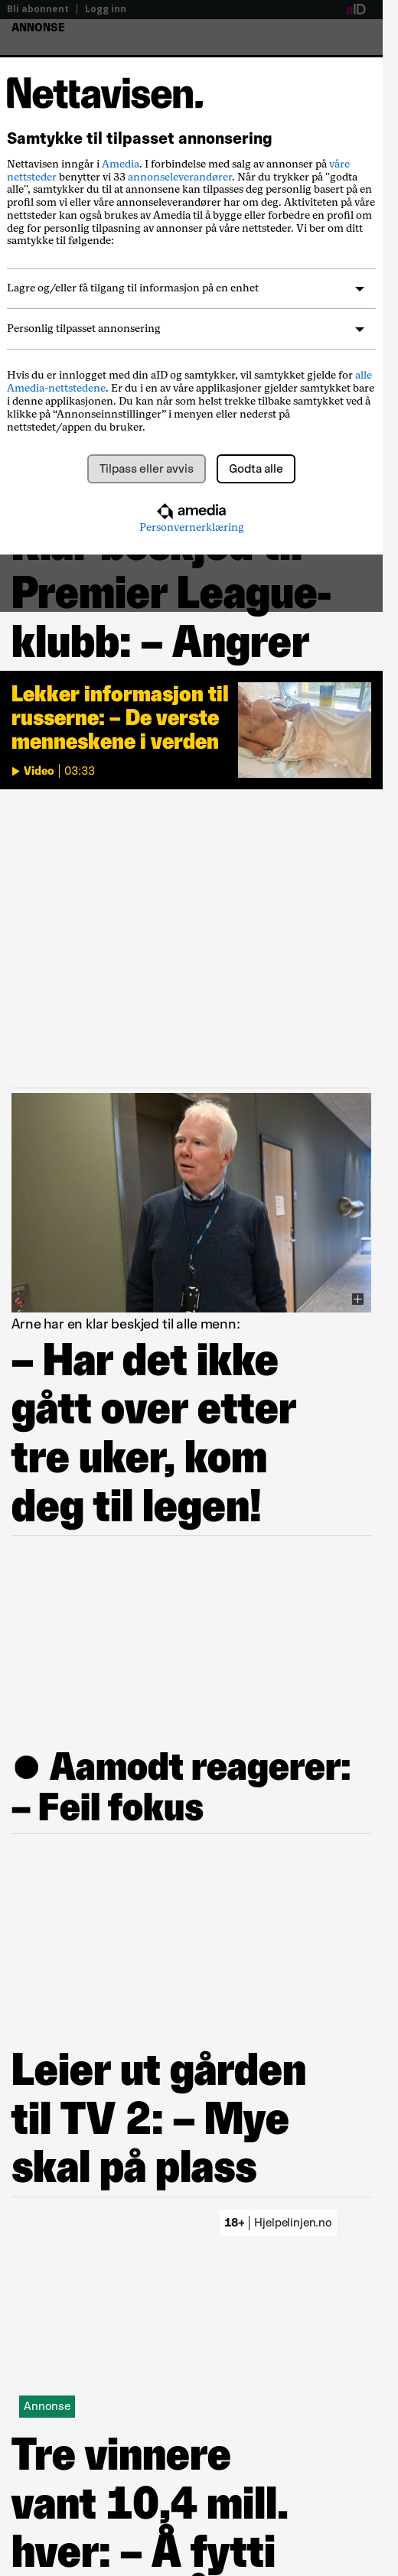 Bli abonnent | Logg inn
aID
ANNONSE
Nettavisen.
Samtykke til tilpasset annonsering
Nettavisen inngår i Amedia. I forbindelse med salg av annonser på våre
nettsteder benytter vi 33 annonseleverandører. Når du trykker på "godta
alle", samtykker du til at annonsene kan tilpasses deg personlig basert på en
profil som vi eller våre annonseleverandører har om deg. Aktiviteten på våre
nettsteder kan også brukes av Amedia til å bygge eller forbedre en profil om
deg for personlig tilpasning av annonser på våre nettsteder. Vi ber om ditt
samtykke til følgende:
Lagre og/eller få tilgang til informasjon på en enhet
Personlig tilpasset annonsering
Hvis du er innlogget med din aID og samtykker, vil samtykket gjelde for alle
Amedia-nettstedene. Er du i en av våre applikasjoner gjelder samtykket bare
i denne applikasjonen. Du kan når som helst trekke tilbake samtykket ved å
klikke på “Annonseinnstillinger” i menyen eller nederst på
nettstedet/appen du bruker.
Tilpass eller avvis
Godta alle
amedia
Personvernerklæring
Klar beskjed til
Premier League-
klubb: – Angrer
Lekker informasjon til
russerne: – De verste
menneskene i verden
Video | 03:33
Arne har en klar beskjed til alle menn:
– Har det ikke
gått over etter
tre uker, kom
deg til legen!
● Aamodt reagerer:
– Feil fokus
Leier ut gården
til TV 2: – Mye
skal på plass
18+ | Hjelpelinjen.no
Annonse
Tre vinnere
vant 10,4 mill.
hver: – Å fytti